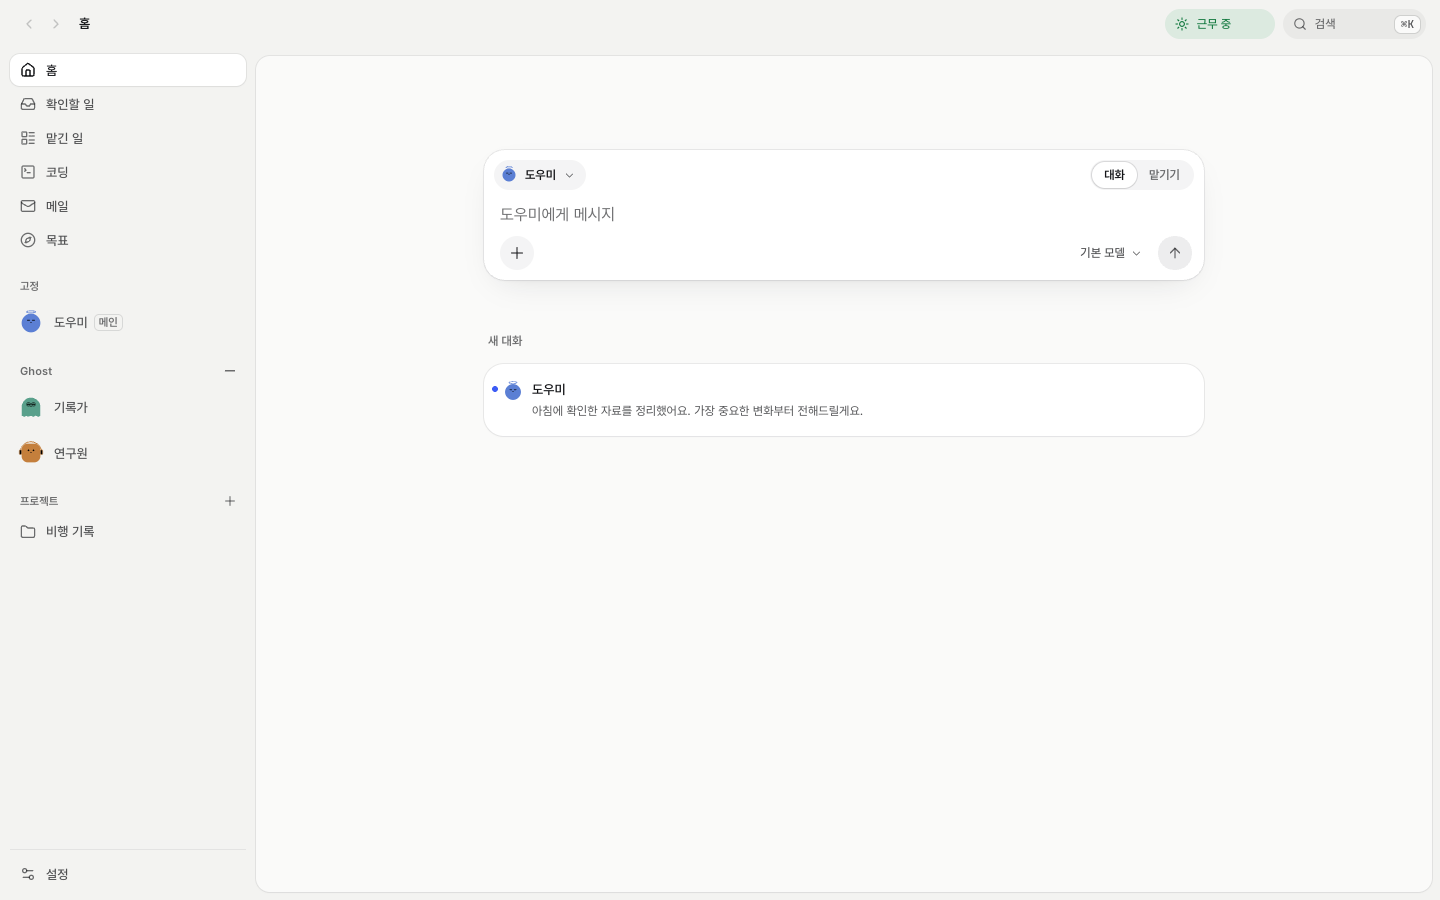 홈
근무 중
검색
⌘K
홈
확인할 일
맡긴 일
코딩
메일
목표
고정
도우미 메인
Ghost
기록가
연구원
프로젝트
비행 기록
설정
도우미
대화 맡기기
도우미에게 메시지
기본 모델
새 대화
도우미
아침에 확인한 자료를 정리했어요. 가장 중요한 변화부터 전해드릴게요.